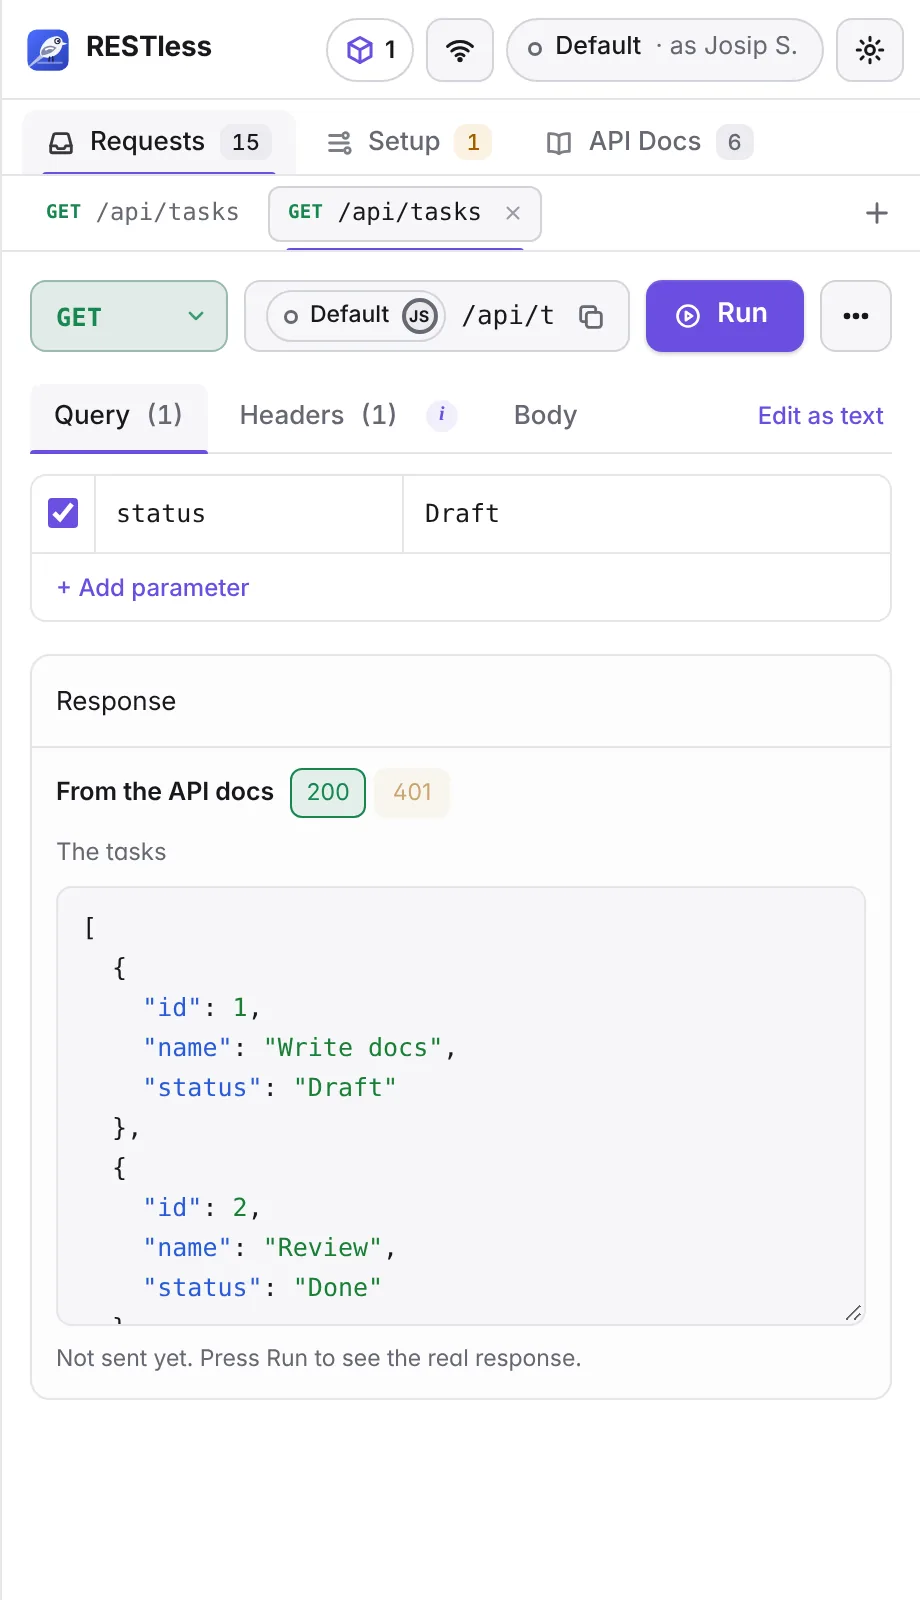 RESTless
1
Default · as Josip S.
Requests 15
Setup 1
API Docs 6
GET /api/tasks
GET /api/tasks ×
+
GET
Default JS /api/t
Run
Query (1)
Headers (1) i
Body
Edit as text
status
Draft
+ Add parameter
Response
From the API docs 200 401
The tasks
[
{
"id": 1,
"name": "Write docs",
"status": "Draft"
},
{
"id": 2,
"name": "Review",
"status": "Done"
}
Not sent yet. Press Run to see the real response.